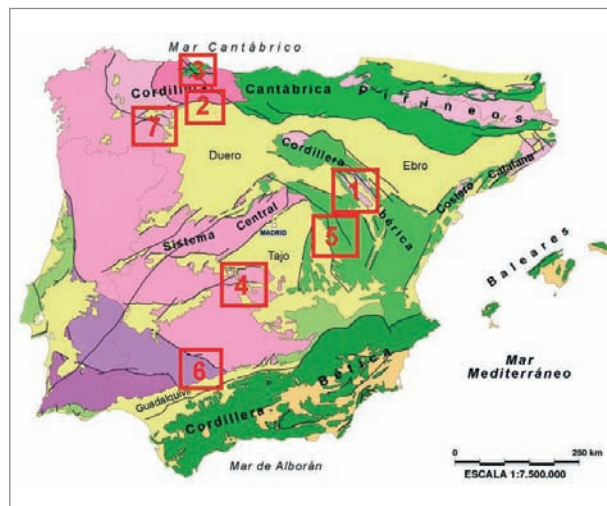 Mar Cantábrico
3
Cordillera Cantábrica
2
Pirineos
7
Duero
Cordillera Ibérica
Ebro
Costero Catalana
1
Sistema Central
MADRID
5
Tajo
Baleares
4
Mar
Mediterráneo
6
Guadalquivir
Cordillera Bética
Mar de Alborán
0 250 km
ESCALA 1:7.500.000